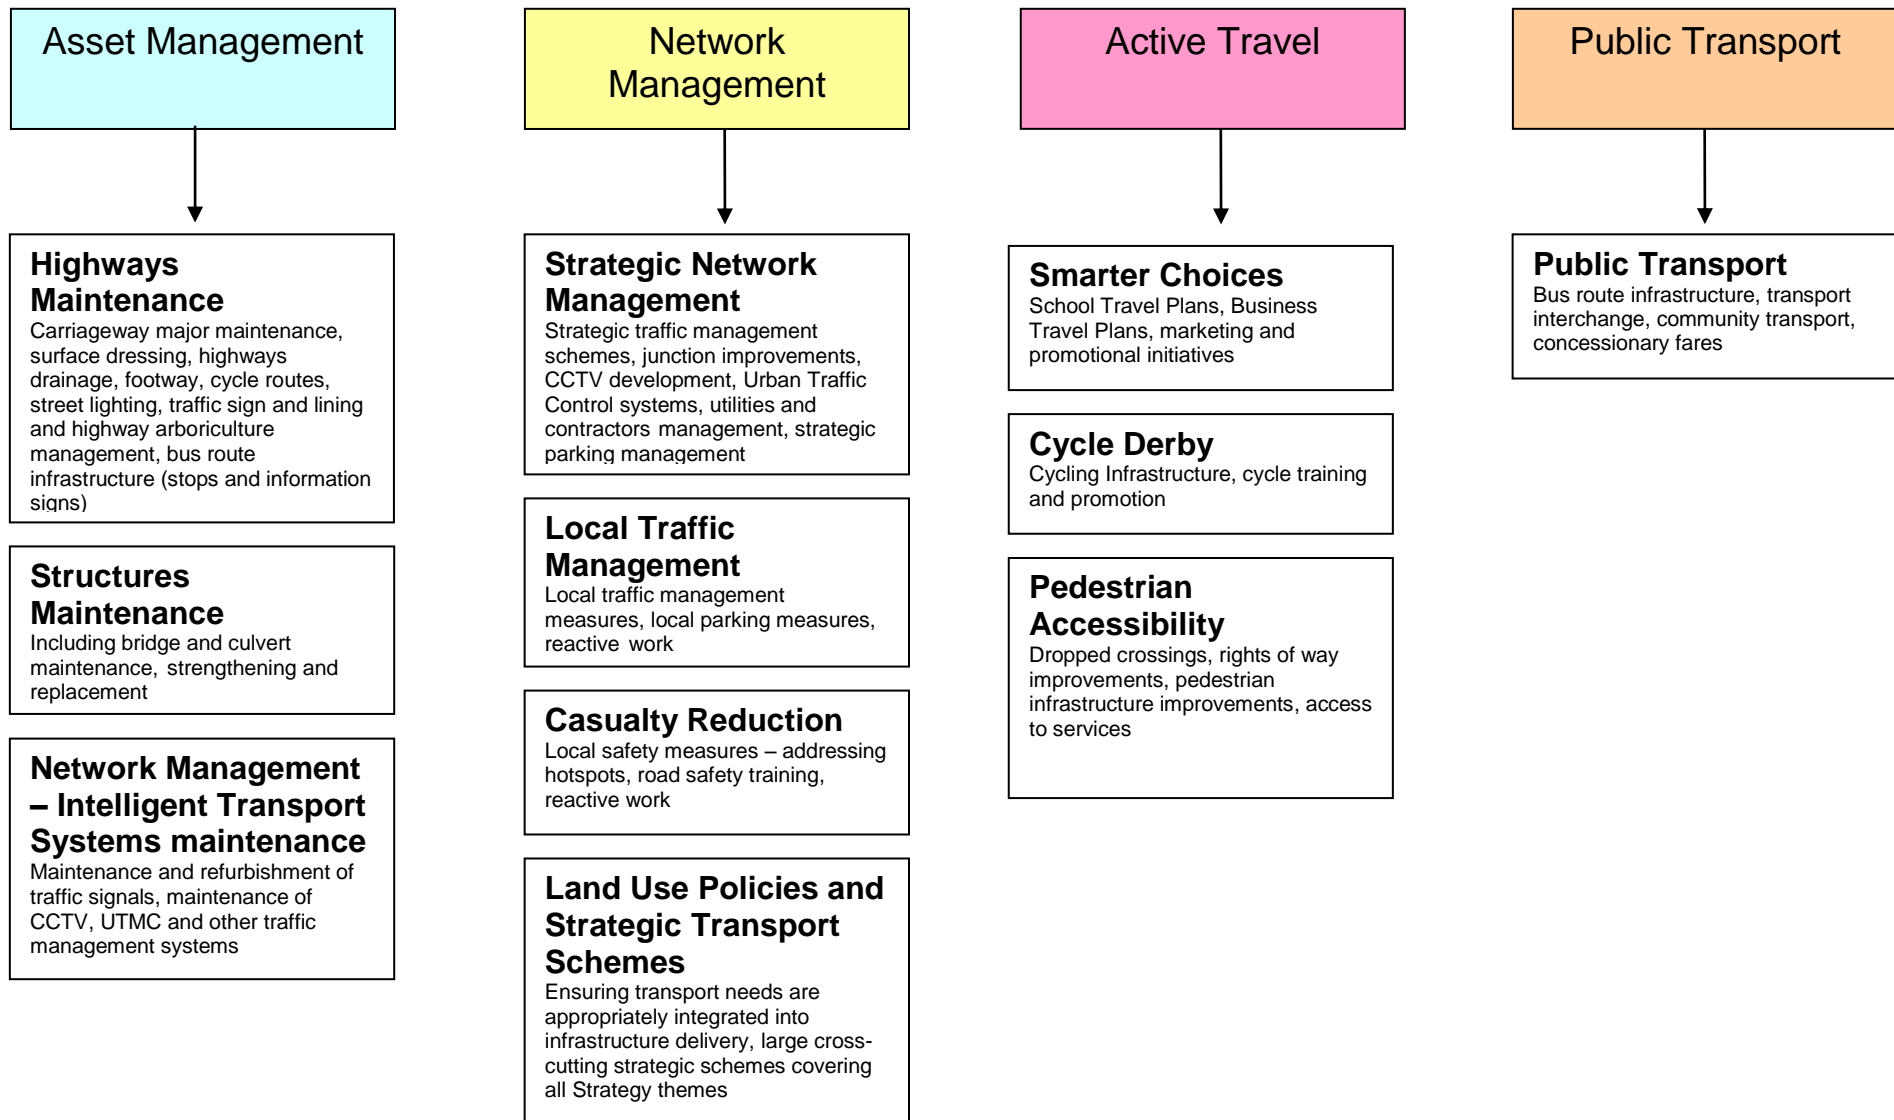 Asset Management
Highways
Maintenance
Carriageway major maintenance,
surface dressing, highways
drainage, footway, cycle routes,
street lighting, traffic sign and lining
and highway arboriculture
management, bus route
infrastructure (stops and information
signs)
Structures
Maintenance
Including bridge and culvert
maintenance, strengthening and
replacement
Network Management
– Intelligent Transport
Systems maintenance
Maintenance and refurbishment of
traffic signals, maintenance of
CCTV, UTMC and other traffic
management systems
Network
Management
Strategic Network
Management
Strategic traffic management
schemes, junction improvements,
CCTV development, Urban Traffic
Control systems, utilities and
contractors management, strategic
parking management
Local Traffic
Management
Local traffic management
measures, local parking measures,
reactive work
Casualty Reduction
Local safety measures – addressing
hotspots, road safety training,
reactive work
Land Use Policies and
Strategic Transport
Schemes
Ensuring transport needs are
appropriately integrated into
infrastructure delivery, large cross-
cutting strategic schemes covering
all Strategy themes
Active Travel
Smarter Choices
School Travel Plans, Business
Travel Plans, marketing and
promotional initiatives
Cycle Derby
Cycling Infrastructure, cycle training
and promotion
Pedestrian
Accessibility
Dropped crossings, rights of way
improvements, pedestrian
infrastructure improvements, access
to services
Public Transport
Public Transport
Bus route infrastructure, transport
interchange, community transport,
concessionary fares